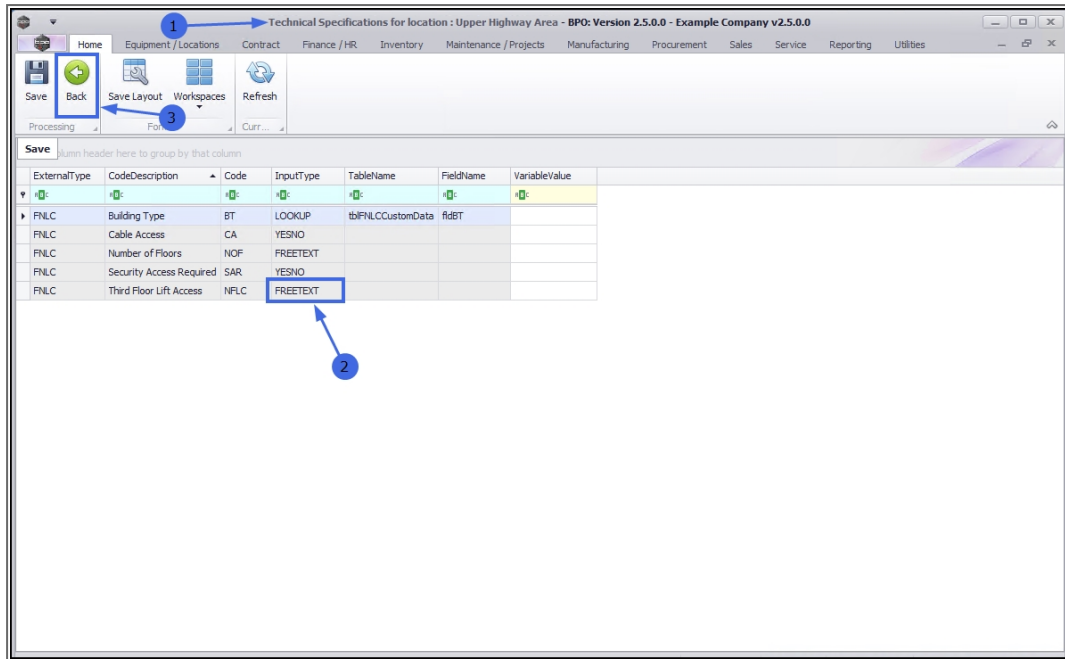 1
Technical Specifications for location : Upper Highway Area - BPO: Version 2.5.0.0 - Example Company v2.5.0.0
Home Equipment / Locations Contract Finance / HR Inventory Maintenance / Projects Manufacturing Procurement Sales Service Reporting Utilities
Save Back Save Layout Workspaces Refresh
3
Processing For Curr...
Save olumn header here to group by that column
ExternalType CodeDescription Code InputType TableName FieldName VariableValue
FNLC Building Type BT LOOKUP tblFNLCCustomData fldBT
FNLC Cable Access CA YESNO
FNLC Number of Floors NOF FREETEXT
FNLC Security Access Required SAR YESNO
FNLC Third Floor Lift Access NFLC FREETEXT
2